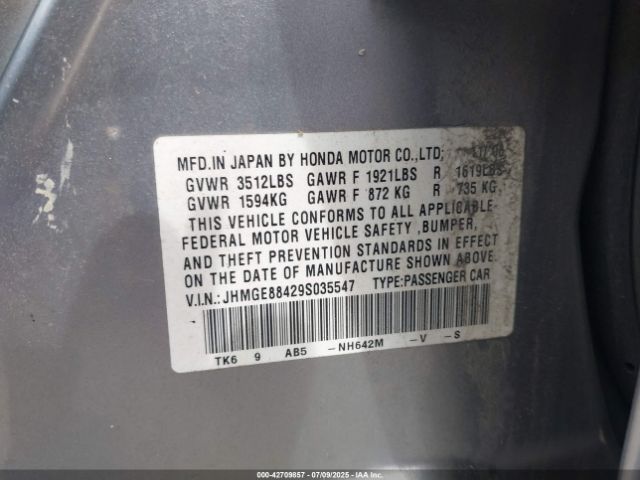 MFD.IN JAPAN BY HONDA MOTOR CO.,LTD;
GVWR 3512LBS GAWR F 1921LBS R 1619LBS
GVWR 1594KG GAWR F 872 KG R 735 KG
THIS VEHICLE CONFORMS TO ALL APPLICABLE
FEDERAL MOTOR VEHICLE SAFETY ,BUMPER,
AND THEFT PREVENTION STANDARDS IN EFFECT
ON THE DATE OF MANUFACTURE SHOWN ABOVE.
V.I.N.:JHMGE88429S035547 TYPE:PASSENGER CAR
TK6 9 AB5 -NH642M -V -S
000-42709857 | 07/09/2025 | IAAI.COM